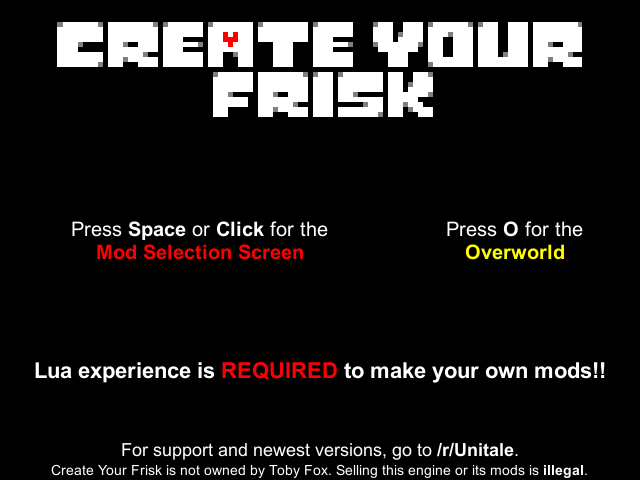 CREATE YOUR
FRISK
Press Space or Click for the
Mod Selection Screen
Press O for the
Overworld
Lua experience is REQUIRED to make your own mods!!
For support and newest versions, go to /r/Unitale.
Create Your Frisk is not owned by Toby Fox. Selling this engine or its mods is illegal.